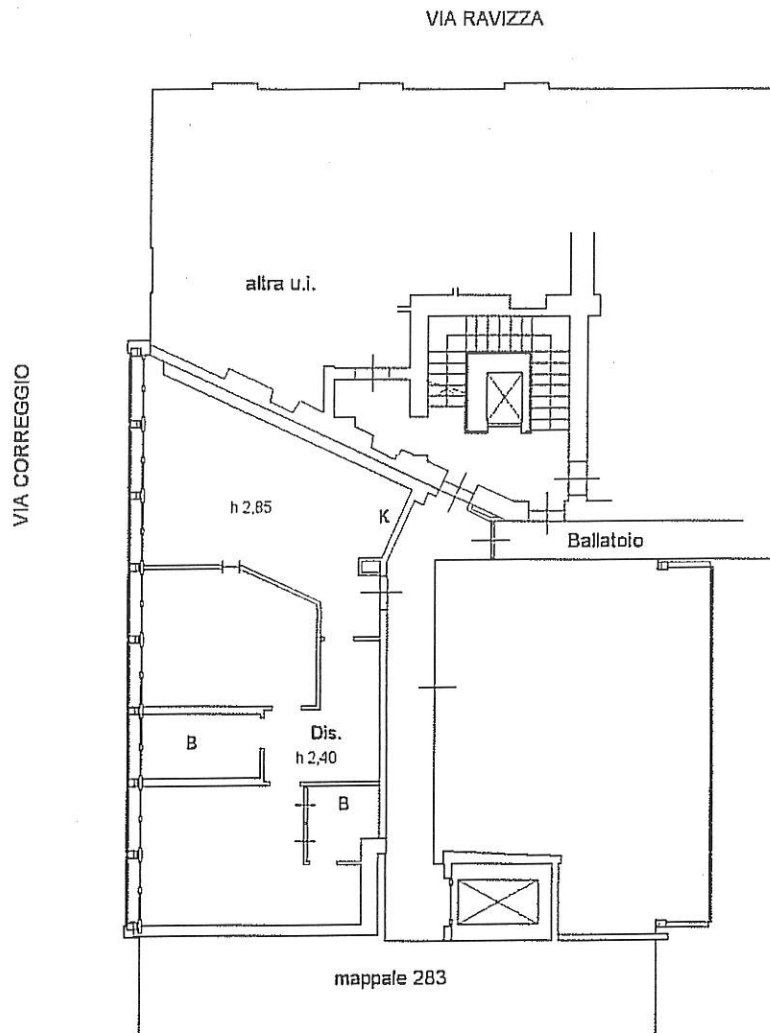 VIA RAVIZZA
altra u.i.
VIA CORREGGIO
h 2,85
K
Ballatoio
B
Dis.
h 2,40
B
mappale 283